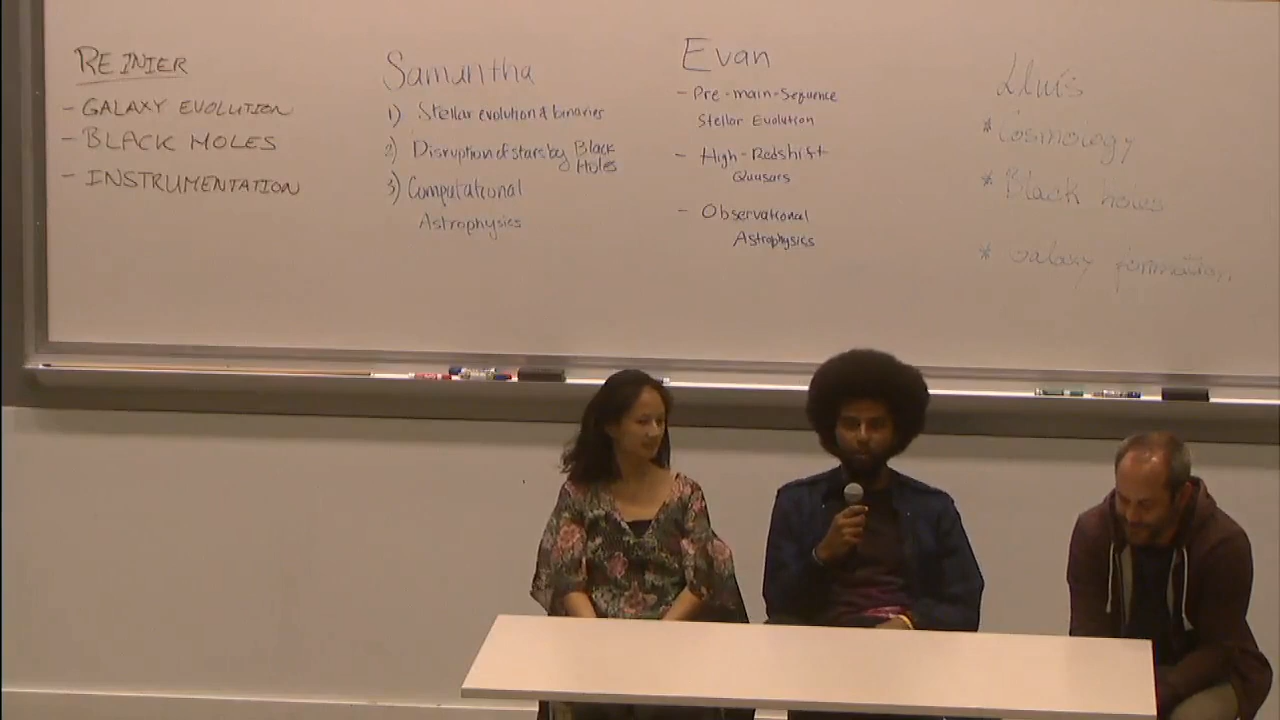 REINIER
- GALAXY EVOLUTION
- BLACK HOLES
- INSTRUMENTATION
Samantha
1) Stellar evolution & binaries
2) Disruption of stars by Black
Holes
3) Computational
Astrophysics
Evan
- Pre-main-Sequence
Stellar Evolution
- High-Redshift
Quasars
- Observational
Astrophysics
Lluís
* Cosmology
* Black holes
* Galaxy formation